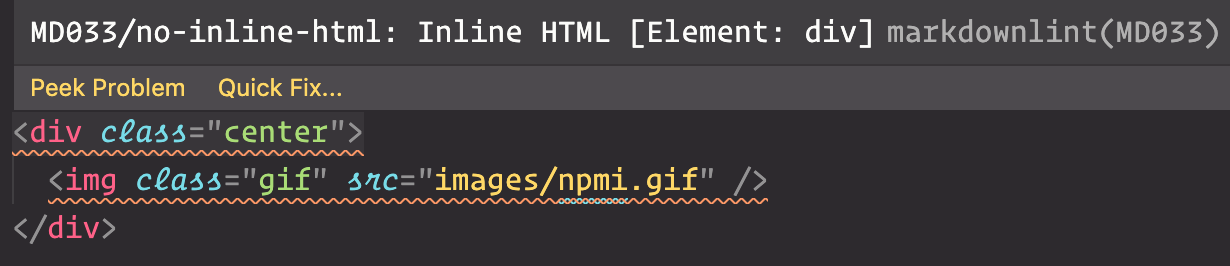 MD033/no-inline-html: Inline HTML [Element: div] markdownlint(MD033)
Peek Problem Quick Fix...
<div class="center">
<img class="gif" src="images/npmi.gif" />
</div>